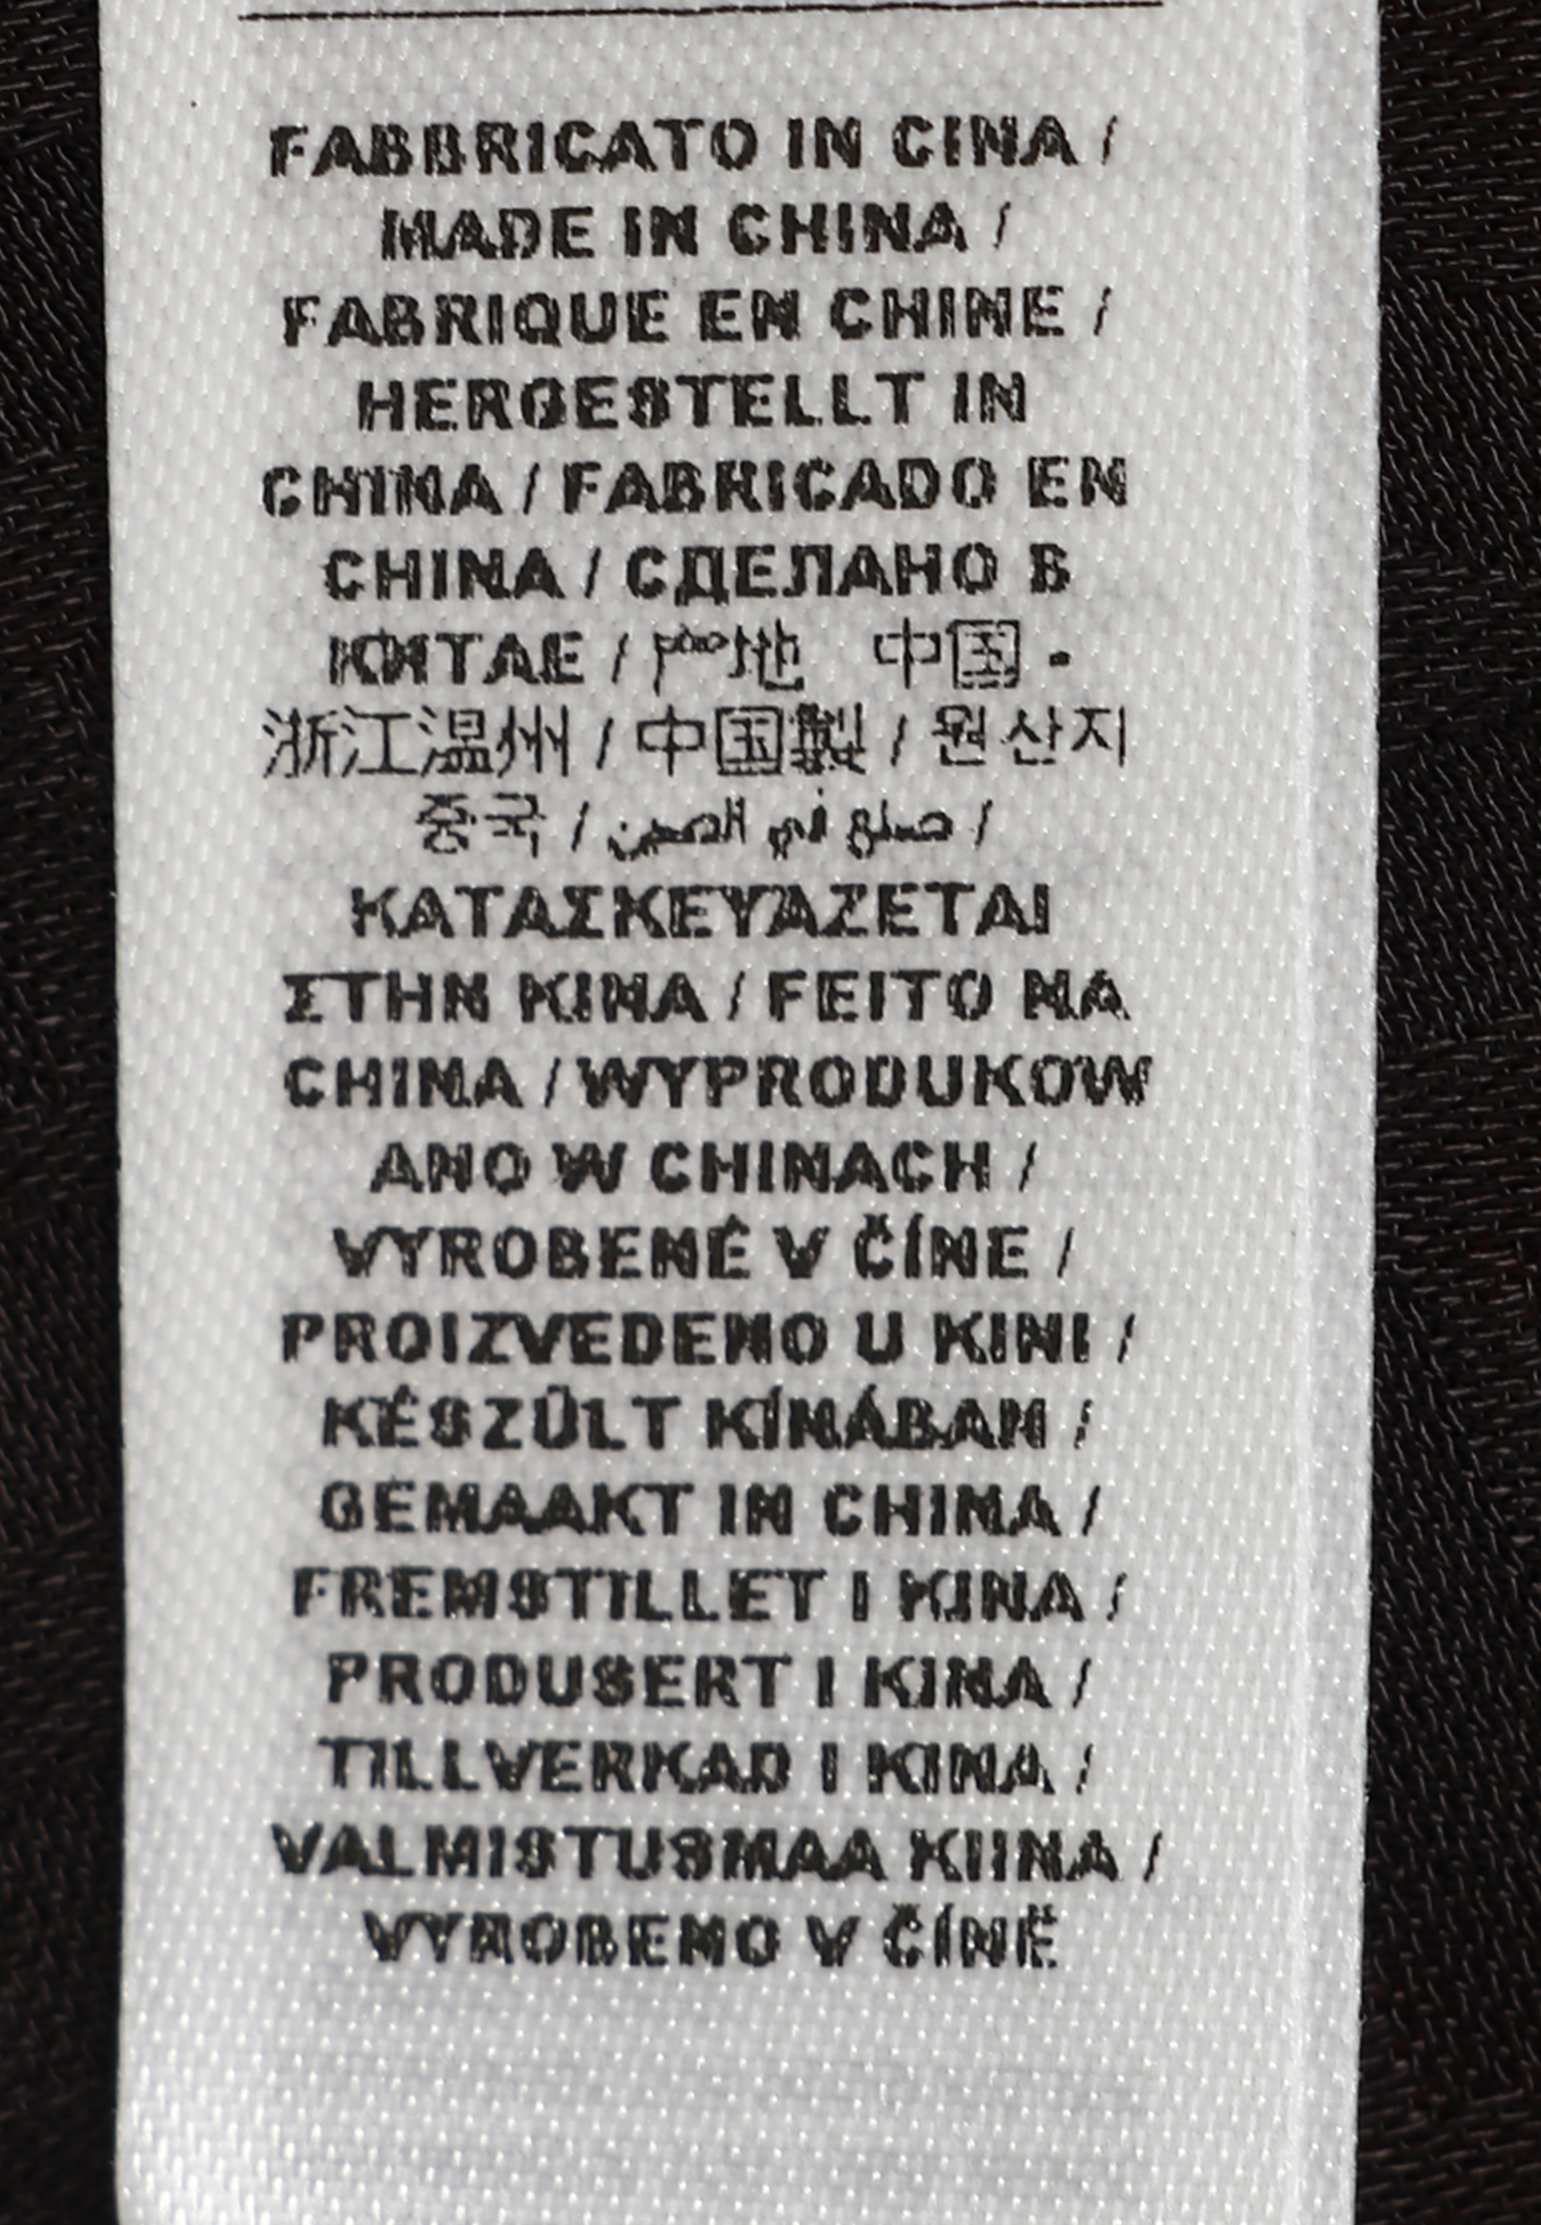 FABBRICATO IN CINA /
MADE IN CHINA /
FABRIQUE EN CHINE /
HERGESTELLT IN
CHINA / FABRICADO EN
CHINA / СДЕЛАНО В
КИТАЕ / 产地 中国 •
浙江温州 / 中国製 / 원산지
중국 / صنع في الصين /
ΚΑΤΑΣΚΕΥΑΖΕΤΑΙ
ΣΤΗΝ ΚΙΝΑ / FEITO NA
CHINA / WYPRODUKOW
ANO W CHINACH /
VYROBENÉ V ČÍNE /
PROIZVEDENO U KINI /
KÉSZÜLT KÍNÁBAN /
GEMAAKT IN CHINA /
FREMSTILLET I KINA /
PRODUSERT I KINA /
TILLVERKAD I KINA /
VALMISTUSMAA KIINA /
VYROBENO V ČÍNĚ